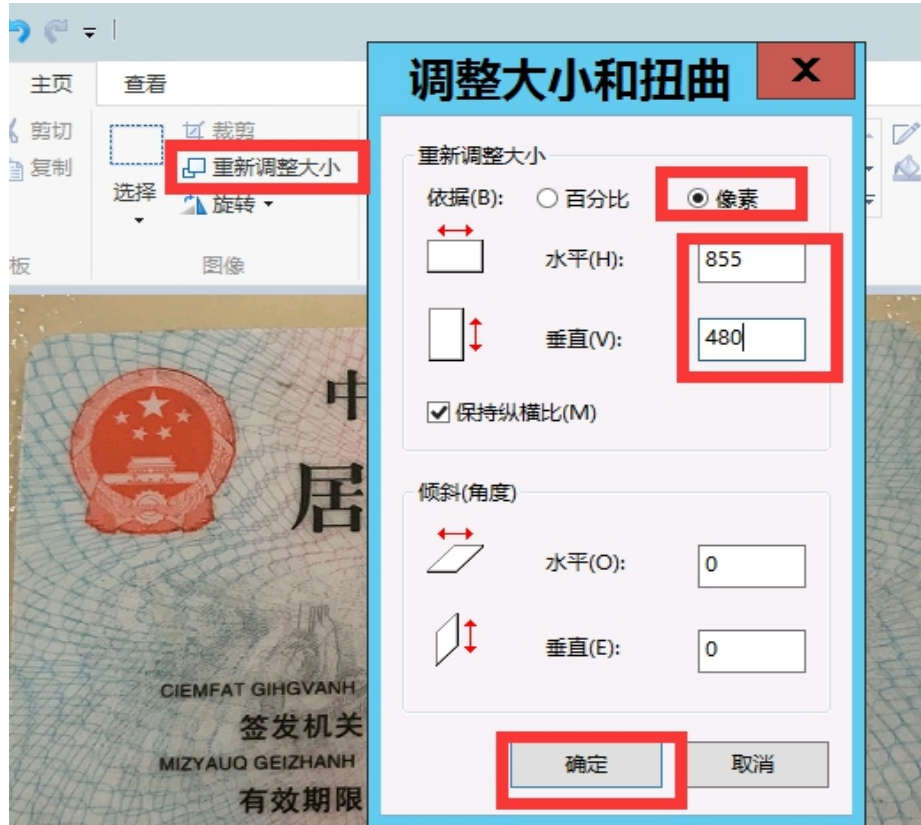 主页 查看
调整大小和扭曲
剪切
裁剪
复制
重新调整大小
选择
旋转
板
图像
重新调整大小
依据(B): 百分比 像素
水平(H): 855
垂直(V): 480
保持纵横比(M)
倾斜(角度)
水平(O): 0
垂直(E): 0
确定 取消
中
居
CIEMFAT GIHGVANH
签发机关
MIZYAUQ GEIZHANH
有效期限